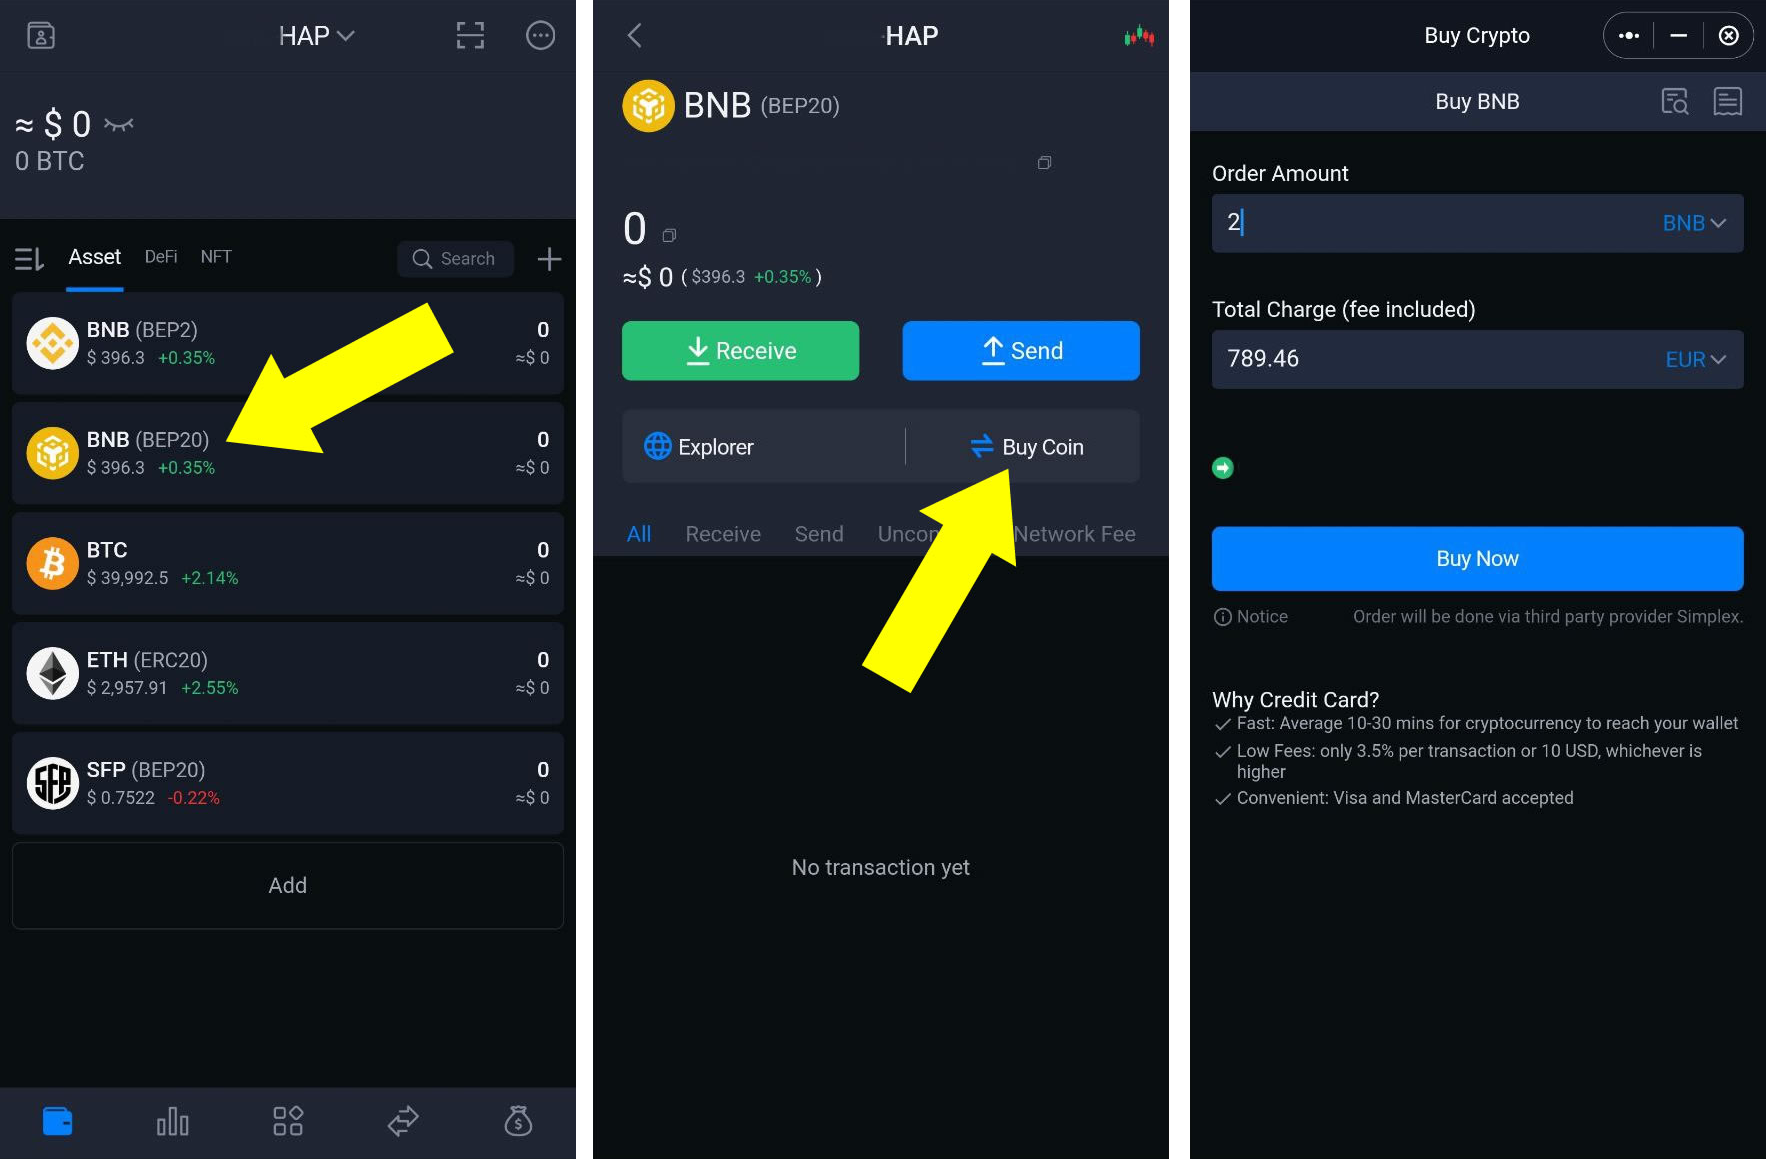 HAP
≈ $ 0
0 BTC
Asset DeFi NFT Search
BNB (BEP2) 0
$ 396.3 +0.35% ≈$ 0
BNB (BEP20) 0
$ 396.3 +0.35% ≈$ 0
BTC 0
$ 39,992.5 +2.14% ≈$ 0
ETH (ERC20) 0
$ 2,957.91 +2.55% ≈$ 0
SFP (BEP20) 0
$ 0.7522 -0.22% ≈$ 0
Add
HAP
BNB (BEP20)
0
≈$ 0 ( $396.3 +0.35% )
Receive Send
Explorer Buy Coin
All Receive Send Uncon Network Fee
No transaction yet
Buy Crypto
Buy BNB
Order Amount
2 BNB
Total Charge (fee included)
789.46 EUR
Buy Now
Notice Order will be done via third party provider Simplex.
Why Credit Card?
Fast: Average 10-30 mins for cryptocurrency to reach your wallet
Low Fees: only 3.5% per transaction or 10 USD, whichever is
higher
Convenient: Visa and MasterCard accepted